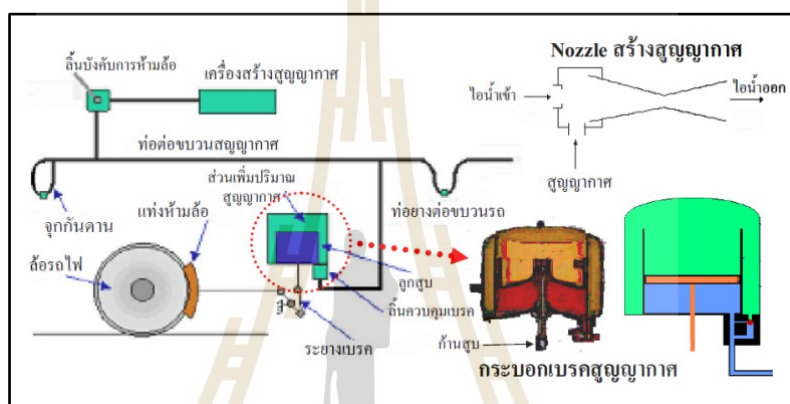 ลิ้นบังคับการห้ามล้อ
เครื่องสร้างสูญญากาศ
Nozzle สร้างสูญญากาศ
ไอน้ำเข้า
ไอน้ำออก
สูญญากาศ
ท่อต่อขบวนสญญากาศ
ส่วนเพิ่มปริมาณ
สูญญากาศ
ท่อยางต่อขบวนรถ
จุกกันดาน
แท่งห้ามล้อ
ล้อรถไฟ
ลูกสูบ
ลิ้นควบคุมเบรค
ระยางเบรค
ก้านสูบ
กระบอกเบรคสูญญากาศ